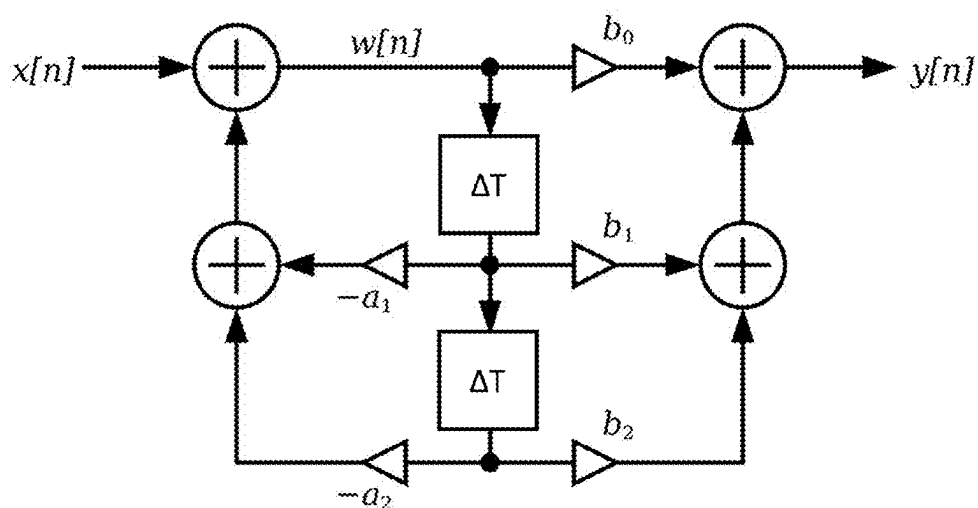 x[n] w[n] b₀ y[n]
ΔT
−a₁ b₁
ΔT
−a₂ b₂